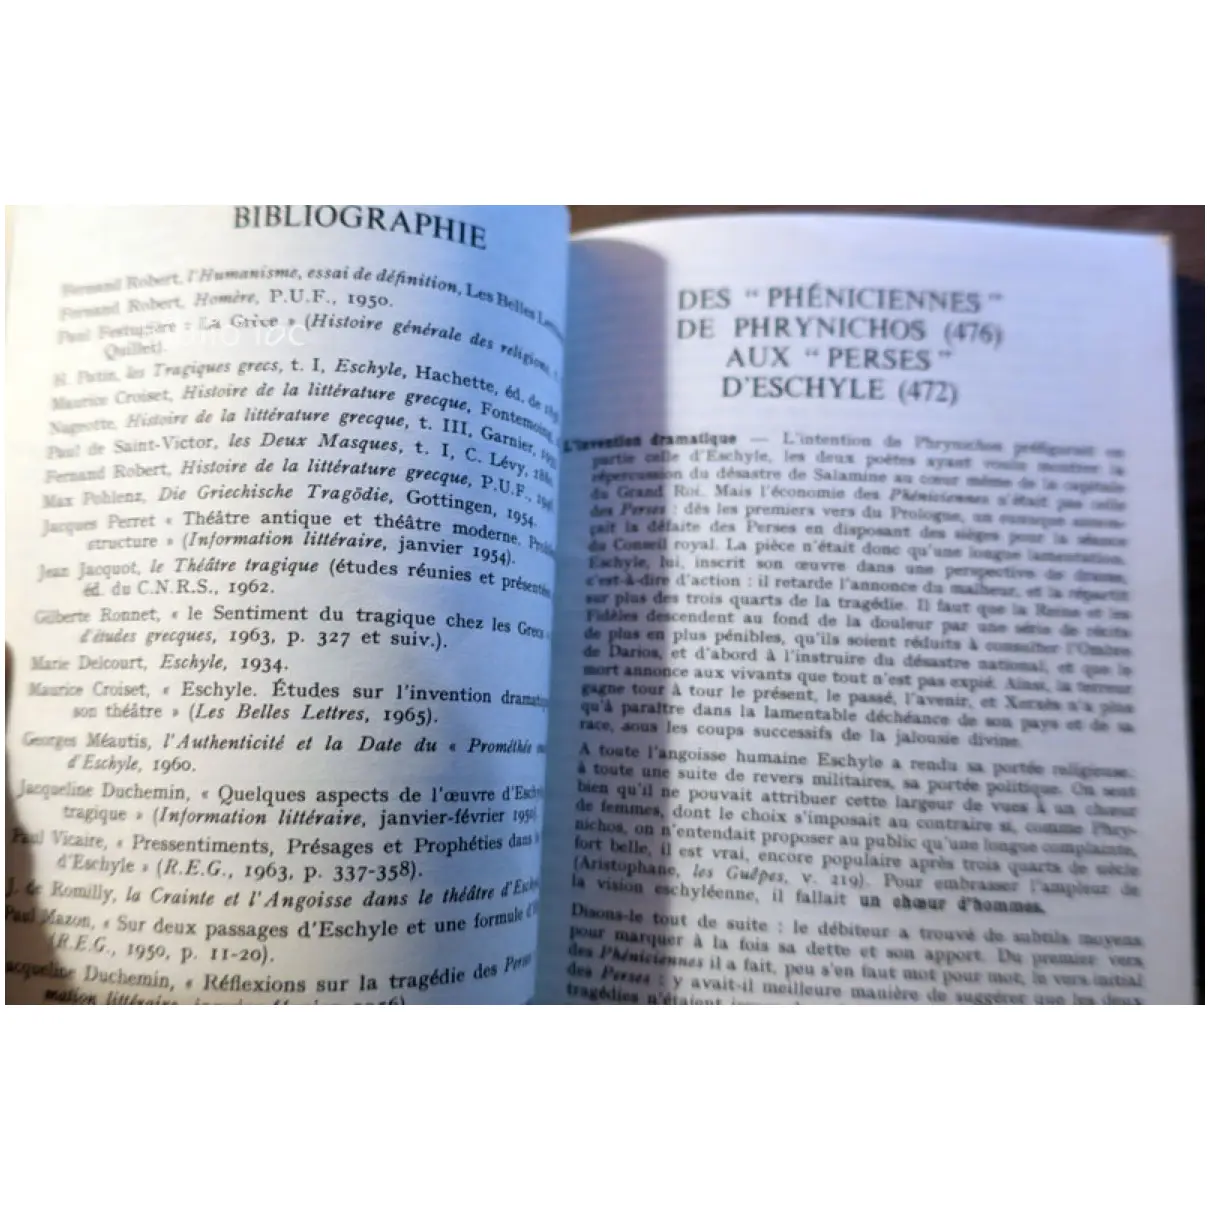 BIBLIOGRAPHIE
Fernand Robert, l'Humanisme, essai de définition, Les Belles
Fernand Robert, Homère, P.U.F., 1950.
Paul Festugière : La Grèce » (Histoire générale des religions,
Quillet).
Patin, les Tragiques grecs, t. I, Eschyle, Hachette, éd. de
Maurice Croiset, Histoire de la littérature grecque, Fontemoing,
Histoire de la littérature grecque, t. III, Garnier,
Paul de Saint-Victor, les Deux Masques, t. I, C. Lévy,
Fernand Robert, Histoire de la littérature grecque, P.U.F.,
Max Pohlenz, Die Griechische Tragödie, Gottingen, 1954.
Jacques Perret « Théâtre antique et théâtre moderne.
structure » (Information littéraire, janvier 1954).
Jean Jacquot, le Théâtre tragique (études réunies et
éd. du C.N.R.S., 1962.
Gilberte Ronnet, « le Sentiment du tragique chez les Grecs
d'études grecques, 1963, p. 327 et suiv.).
Marie Delcourt, Eschyle, 1934.
Maurice Croiset, « Eschyle. Études sur l'invention
son théâtre » (Les Belles Lettres, 1965).
Georges Méautis, l'Authenticité et la Date du « Prométhée
d'Eschyle, 1960.
Jacqueline Duchemin, « Quelques aspects de l'œuvre
tragique » (Information littéraire, janvier-février
Paul Vicaire, « Pressentiments, Présages et Prophéties dans
d'Eschyle » (R.E.G., 1963, p. 337-358).
J. de Romilly, la Crainte et l'Angoisse dans le théâtre
Paul Mazon, « Sur deux passages d'Eschyle et une formule
(R.E.G., 1950, p. 11-20).
Duchemin, « Réflexions sur la tragédie des Perses
DES “ PHÉNICIENNES ”
DE PHRYNICHOS (476)
AUX “ PERSES ”
D'ESCHYLE (472)
L'invention dramatique — L'intention de Phrynichos préfigurait en
partie celle d'Eschyle, les deux poètes ayant voulu montrer la
répercussion du désastre de Salamine au cœur même de la capitale
du Grand Roi. Mais l'économie des Phéniciennes n'était pas celle
des Perses : dès les premiers vers du Prologue, un eunuque annon-
çait la défaite des Perses en disposant des sièges pour la séance
du Conseil royal. La pièce n'était donc qu'une longue lamentation.
Eschyle, lui, inscrit son œuvre dans une perspective de drame,
c'est-à-dire d'action : il retarde l'annonce du malheur, et la répartit
sur plus des trois quarts de la tragédie. Il faut que la Reine et les
Fidèles descendent au fond de la douleur par une série de récits
de plus en plus pénibles, qu'ils soient réduits à consulter l'Ombre
de Darios, et d'abord à l'instruire du désastre national, et que le
mort annonce aux vivants que tout n'est pas expié. Ainsi, la terreur
gagne tour à tour le présent, le passé, l'avenir, et Xerxès n'a plus
qu'à paraître dans la lamentable déchéance de son pays et de sa
race, sous les coups successifs de la jalousie divine.
A toute l'angoisse humaine Eschyle a rendu sa portée religieuse,
à toute une suite de revers militaires, sa portée politique. On sent
bien qu'il ne pouvait attribuer cette largeur de vues à un chœur
de femmes, dont le choix s'imposait au contraire si, comme Phry-
nichos, on n'entendait proposer au public qu'une longue complainte,
fort belle, il est vrai, encore populaire après trois quarts de siècle
(Aristophane, les Guêpes, v. 219). Pour embrasser l'ampleur de
la vision eschyléenne, il fallait un chœur d'hommes.
Disons-le tout de suite : le débiteur a trouvé de subtils moyens
pour marquer à la fois sa dette et son apport. Du premier vers
des Phéniciennes il a fait, peu s'en faut mot pour mot, le vers initial
des Perses : y avait-il meilleure manière de suggérer que les deux
tragédies n'étaient